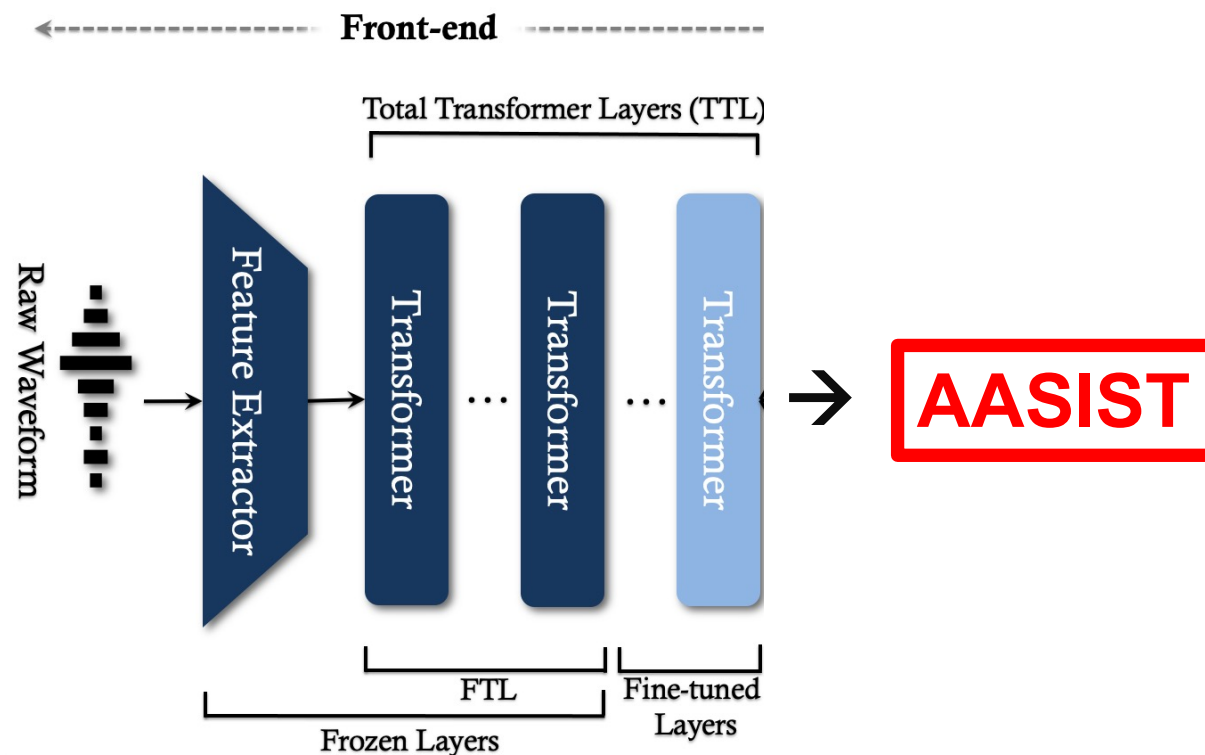 Front-end
Total Transformer Layers (TTL)
Raw Waveform
Feature Extractor
Transformer
...
Transformer
...
Transformer
→
AASIST
FTL
Fine-tuned
Layers
Frozen Layers